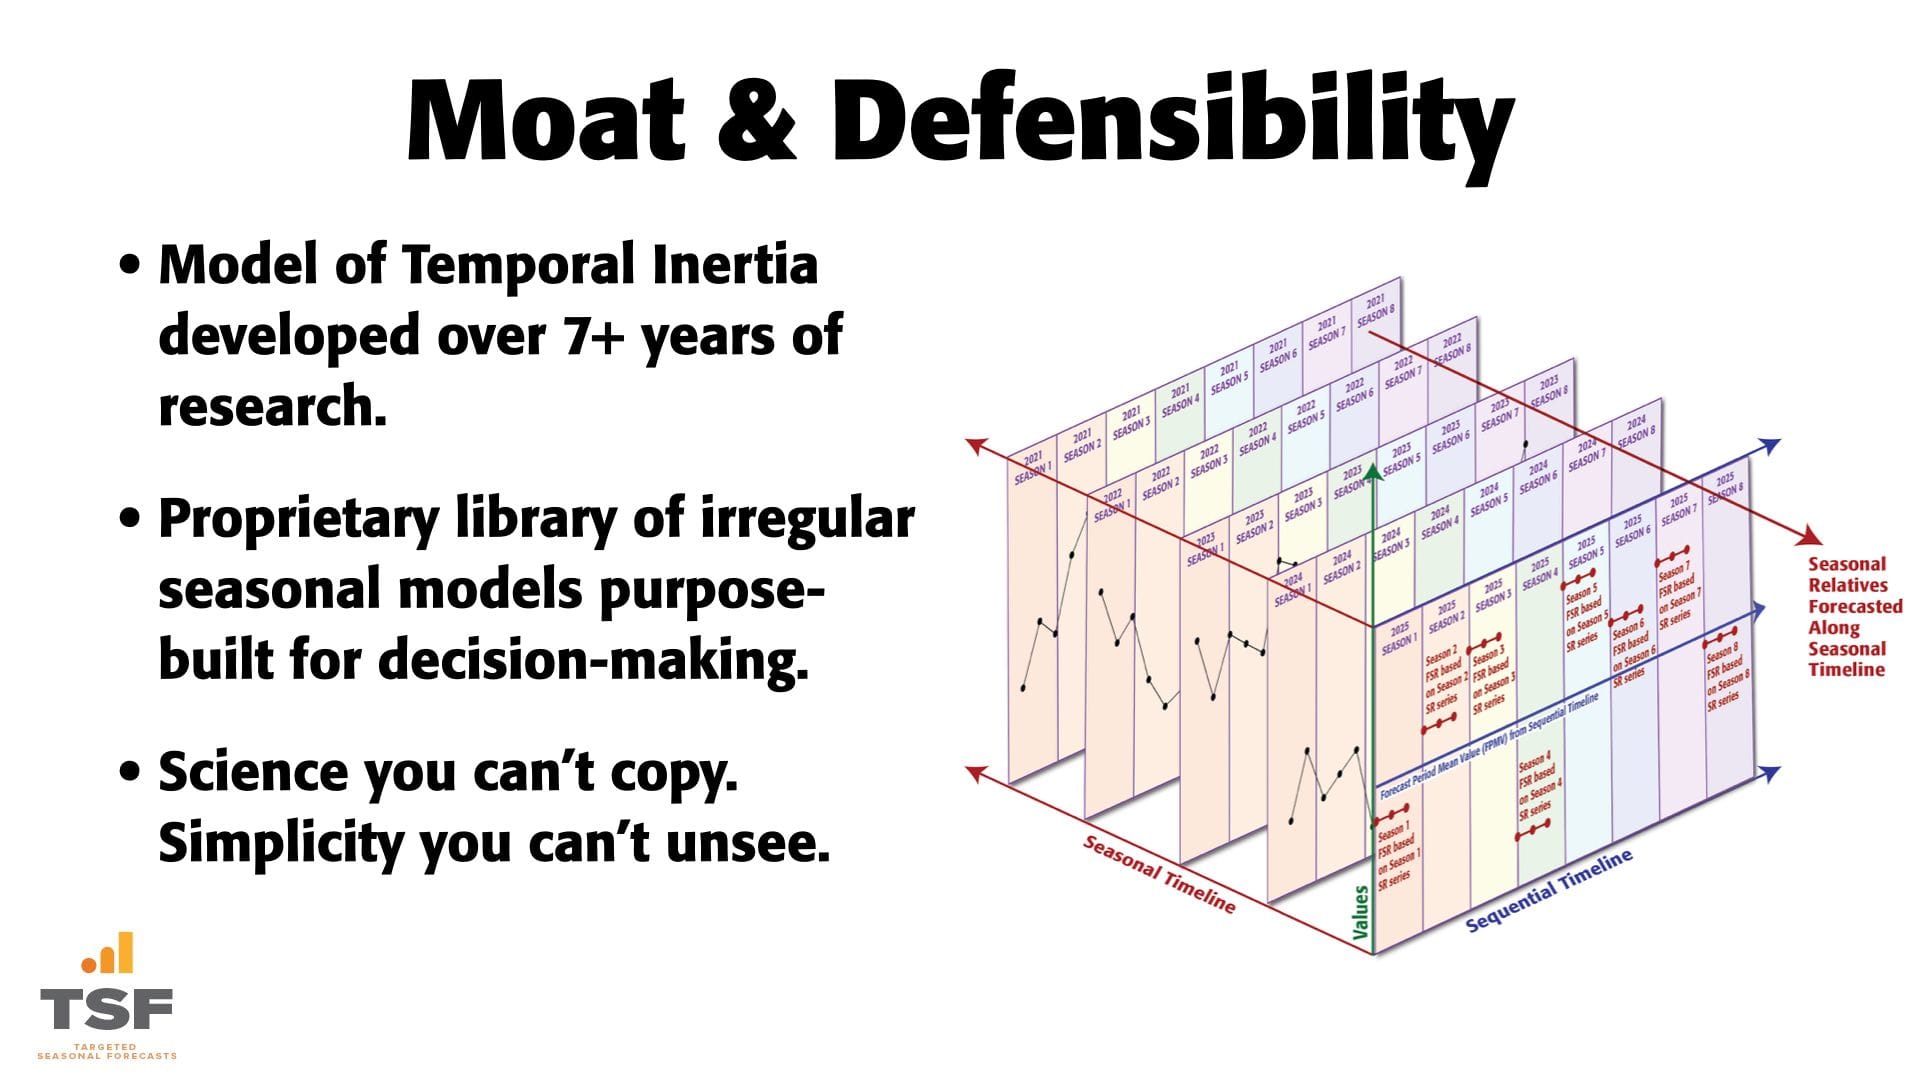 Moat & Defensibility
• Model of Temporal Inertia
developed over 7+ years of
research.
• Proprietary library of irregular
seasonal models purpose-
built for decision-making.
• Science you can’t copy.
Simplicity you can’t unsee.
TSF
TARGETED
SEASONAL FORECASTS
2021
SEASON 1
2021
SEASON 2
2021
SEASON 3
2021
SEASON 4
2021
SEASON 5
2021
SEASON 6
2021
SEASON 7
2021
SEASON 8
2022
SEASON 1
2022
SEASON 2
2022
SEASON 3
2022
SEASON 4
2022
SEASON 5
2022
SEASON 6
2022
SEASON 7
2022
SEASON 8
2023
SEASON 1
2023
SEASON 2
2023
SEASON 3
2023
SEASON 4
2023
SEASON 5
2023
SEASON 6
2023
SEASON 7
2023
SEASON 8
2024
SEASON 1
2024
SEASON 2
2024
SEASON 3
2024
SEASON 4
2024
SEASON 5
2024
SEASON 6
2024
SEASON 7
2024
SEASON 8
2025
SEASON 1
2025
SEASON 2
2025
SEASON 3
2025
SEASON 4
2025
SEASON 5
2025
SEASON 6
2025
SEASON 7
2025
SEASON 8
Season 1
FSR based
on Season 1
SR series
Season 2
FSR based
on Season 2
SR series
Season 3
FSR based
on Season 3
SR series
Season 4
FSR based
on Season 4
SR series
Season 5
FSR based
on Season 5
SR series
Season 6
FSR based
on Season 6
SR series
Season 7
FSR based
on Season 7
SR series
Season 8
FSR based
on Season 8
SR series
Forecast Period Mean Value (FPMV) from Sequential Timeline
Seasonal
Relatives
Forecasted
Along
Seasonal
Timeline
Seasonal Timeline
Values
Sequential Timeline